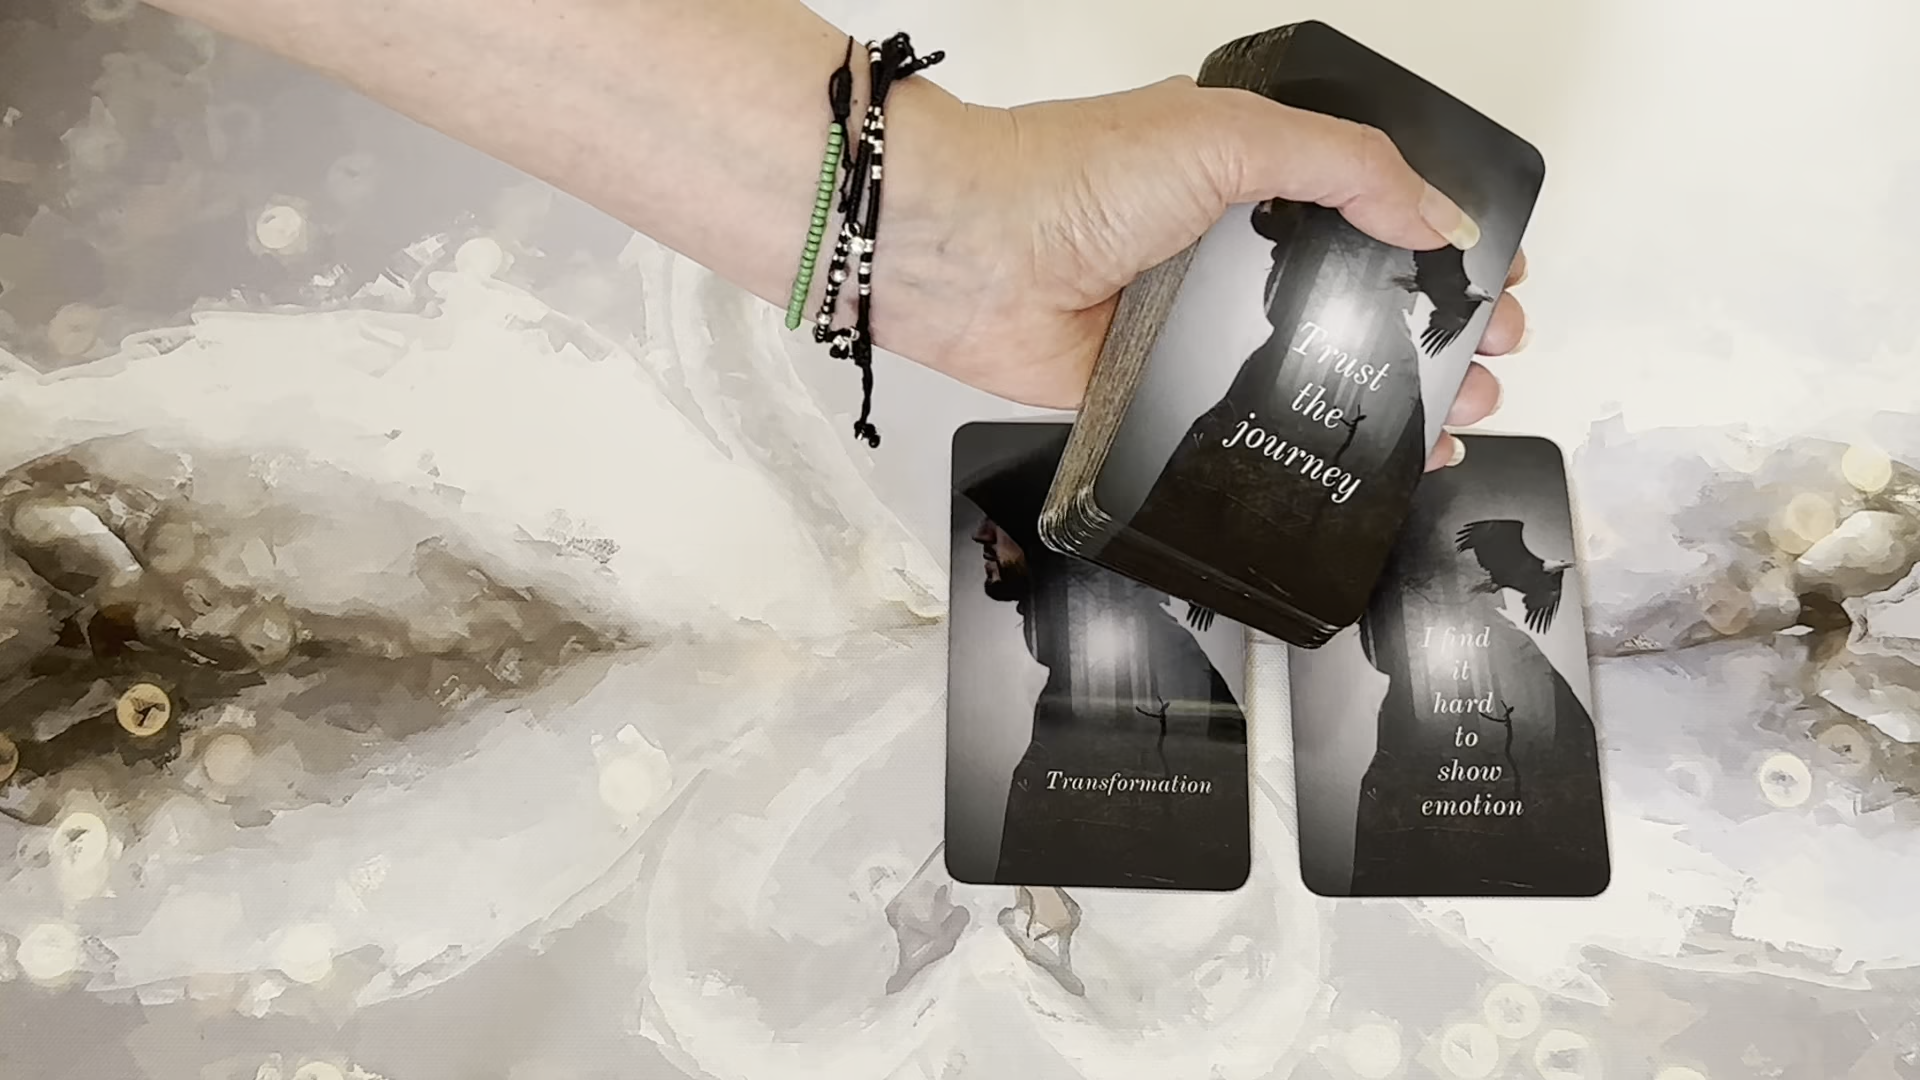 Trust
the
journey
Transformation
I find
it
hard
to
show
emotion